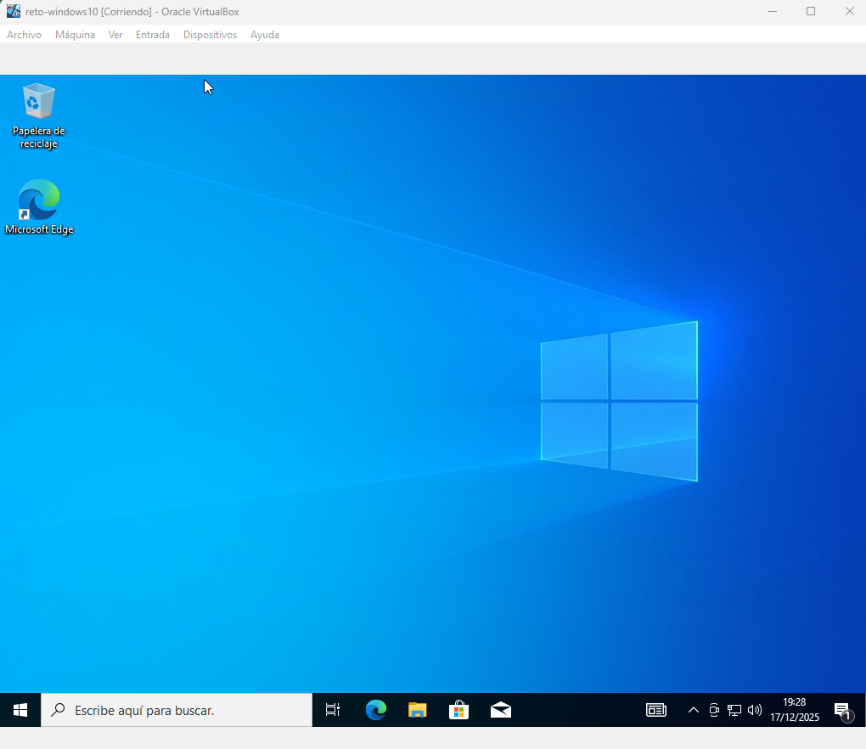 reto-windows10 [Corriendo] - Oracle VirtualBox
Archivo Máquina Ver Entrada Dispositivos Ayuda
Papelera de
reciclaje
Microsoft Edge
Escribe aquí para buscar.
19:28
17/12/2025
1